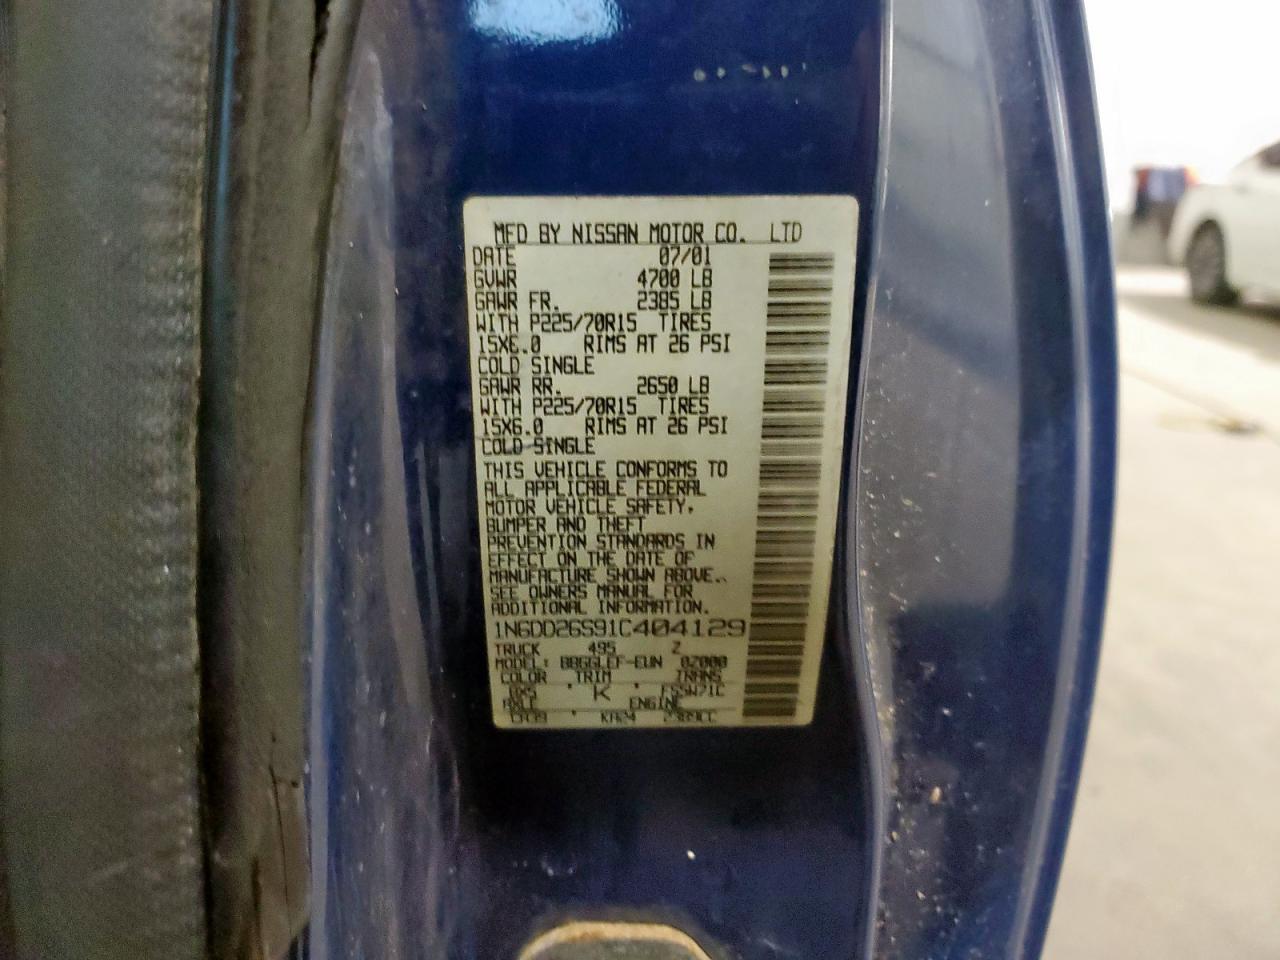 MFD BY NISSAN MOTOR CO. LTD
DATE 07/01
GVWR 4700 LB
GAWR FR. 2385 LB
WITH P225/70R15 TIRES
15X6.0 RIMS AT 26 PSI
COLD SINGLE
GAWR RR. 2650 LB
WITH P225/70R15 TIRES
15X6.0 RIMS AT 26 PSI
COLD SINGLE
THIS VEHICLE CONFORMS TO
ALL APPLICABLE FEDERAL
MOTOR VEHICLE SAFETY,
BUMPER AND THEFT
PREVENTION STANDARDS IN
EFFECT ON THE DATE OF
MANUFACTURE SHOWN ABOVE..
SEE OWNERS MANUAL FOR
ADDITIONAL INFORMATION.
1N6DD26S91C404129
TRUCK 495 Z
MODEL:
COLOR TRIM TRANS
K FS5W71C
AXLE ENGINE
KA24 2389CC